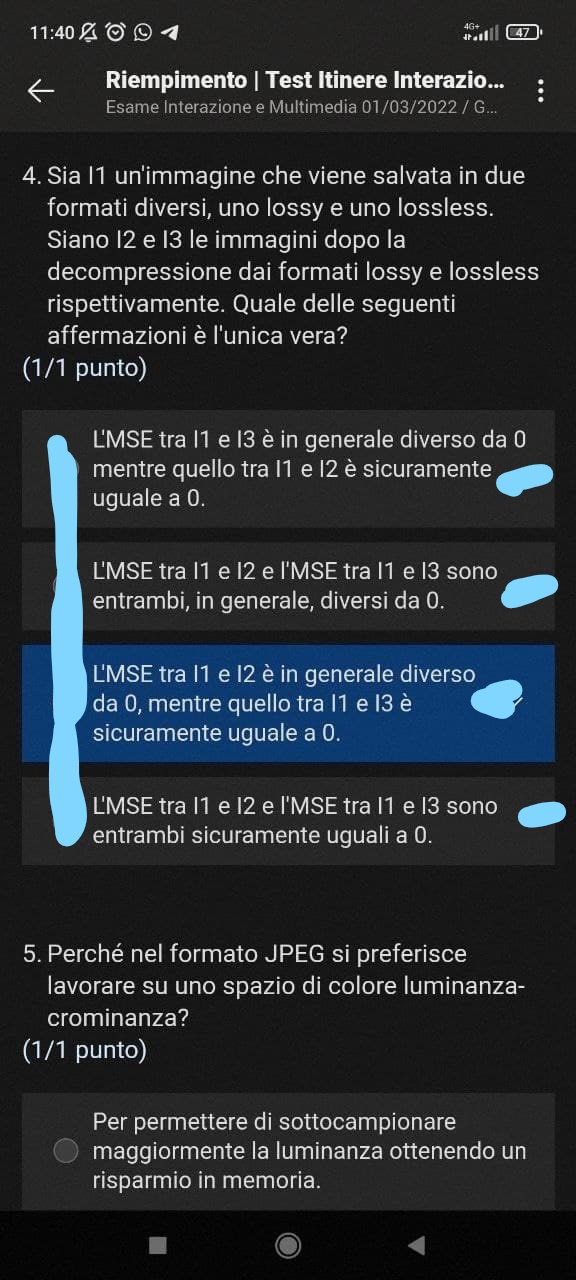 11:40
4G+
47
Riempimento | Test Itinere Interazio...
Esame Interazione e Multimedia 01/03/2022 / G...
4. Sia I1 un'immagine che viene salvata in due
formati diversi, uno lossy e uno lossless.
Siano I2 e I3 le immagini dopo la
decompressione dai formati lossy e lossless
rispettivamente. Quale delle seguenti
affermazioni è l'unica vera?
(1/1 punto)
L'MSE tra I1 e I3 è in generale diverso da 0
mentre quello tra I1 e I2 è sicuramente
uguale a 0.
L'MSE tra I1 e I2 e l'MSE tra I1 e I3 sono
entrambi, in generale, diversi da 0.
L'MSE tra I1 e I2 è in generale diverso
da 0, mentre quello tra I1 e I3 è
sicuramente uguale a 0.
L'MSE tra I1 e I2 e l'MSE tra I1 e I3 sono
entrambi sicuramente uguali a 0.
5. Perché nel formato JPEG si preferisce
lavorare su uno spazio di colore luminanza-
crominanza?
(1/1 punto)
Per permettere di sottocampionare
maggiormente la luminanza ottenendo un
risparmio in memoria.